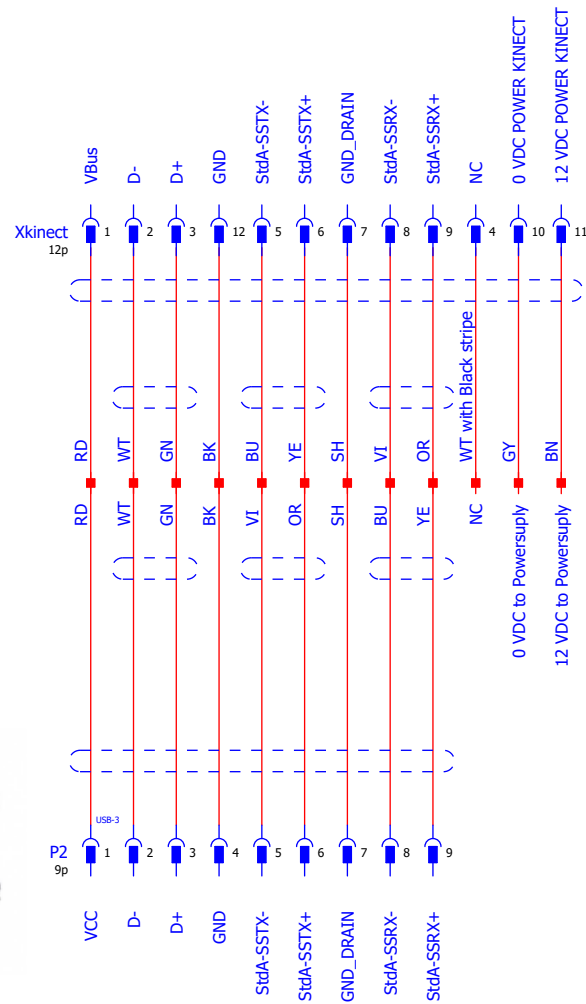 VBus
D-
D+
GND
StdA-SSTX-
StdA-SSTX+
GND_DRAIN
StdA-SSRX-
StdA-SSRX+
NC
0 VDC POWER KINECT
12 VDC POWER KINECT
Xkinect
12p
1
2
3
12
5
6
7
8
9
4
10
11
RD
WT
GN
BK
BU
YE
SH
VI
OR
WT with Black stripe
GY
BN
RD
WT
GN
BK
VI
OR
SH
BU
YE
NC
0 VDC to Powersuply
12 VDC to Powersuply
USB-3
P2
9p
1
2
3
4
5
6
7
8
9
VCC
D-
D+
GND
StdA-SSTX-
StdA-SSTX+
GND_DRAIN
StdA-SSRX-
StdA-SSRX+